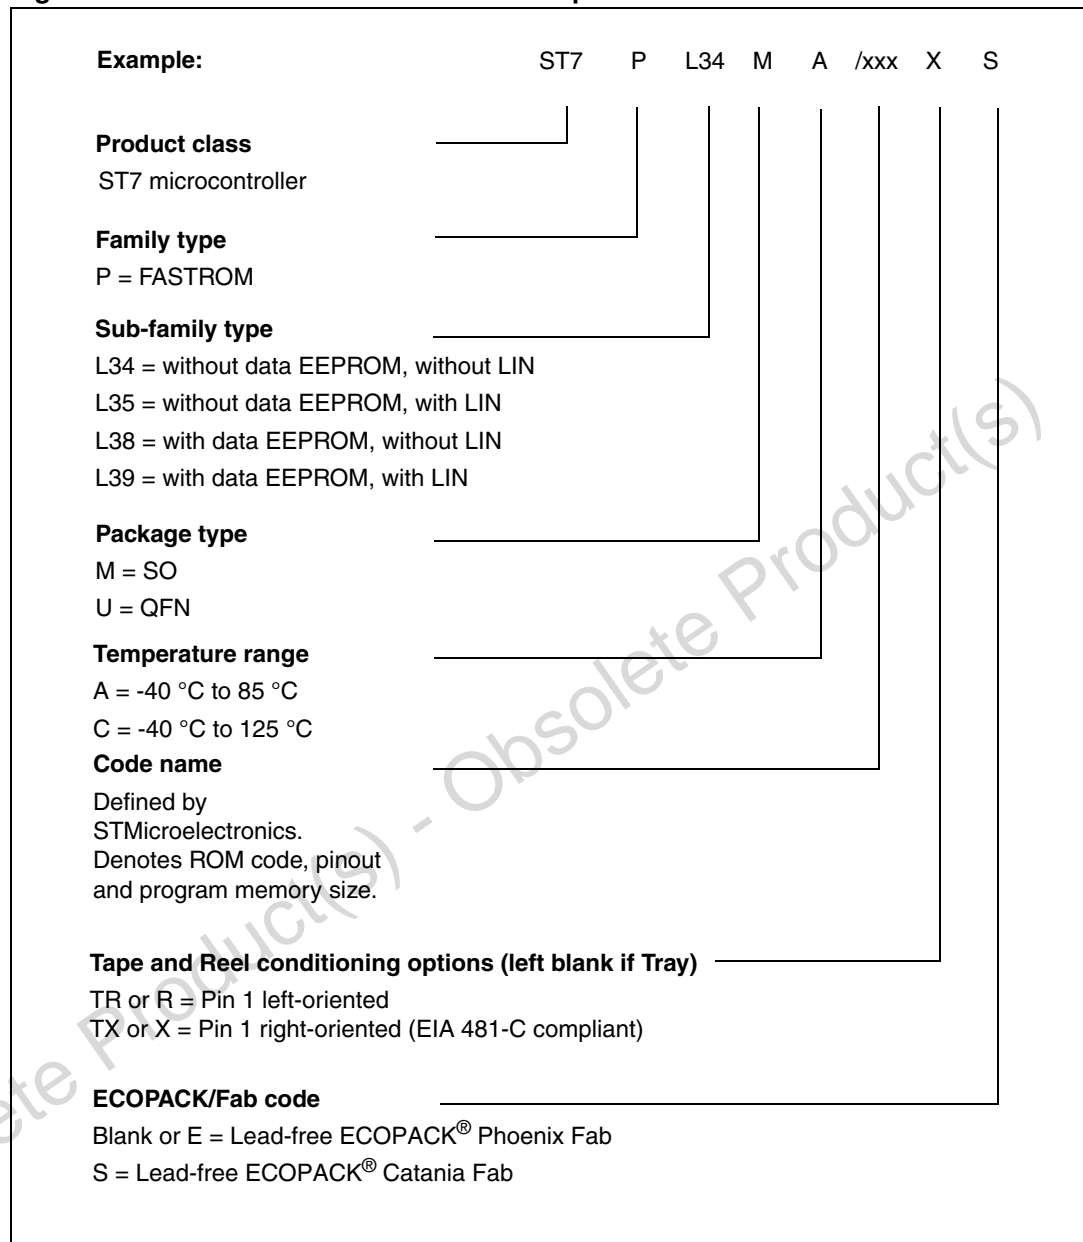 Example: ST7 P L34 M A /xxx X S
Product class
ST7 microcontroller
Family type
P = FASTROM
Sub-family type
L34 = without data EEPROM, without LIN
L35 = without data EEPROM, with LIN
L38 = with data EEPROM, without LIN
L39 = with data EEPROM, with LIN
Package type
M = SO
U = QFN
Temperature range
A = -40 °C to 85 °C
C = -40 °C to 125 °C
Code name
Defined by
STMicroelectronics.
Denotes ROM code, pinout
and program memory size.
Tape and Reel conditioning options (left blank if Tray)
TR or R = Pin 1 left-oriented
TX or X = Pin 1 right-oriented (EIA 481-C compliant)
ECOPACK/Fab code
Blank or E = Lead-free ECOPACK® Phoenix Fab
S = Lead-free ECOPACK® Catania Fab
Product(s) - Obsolete Product(s)